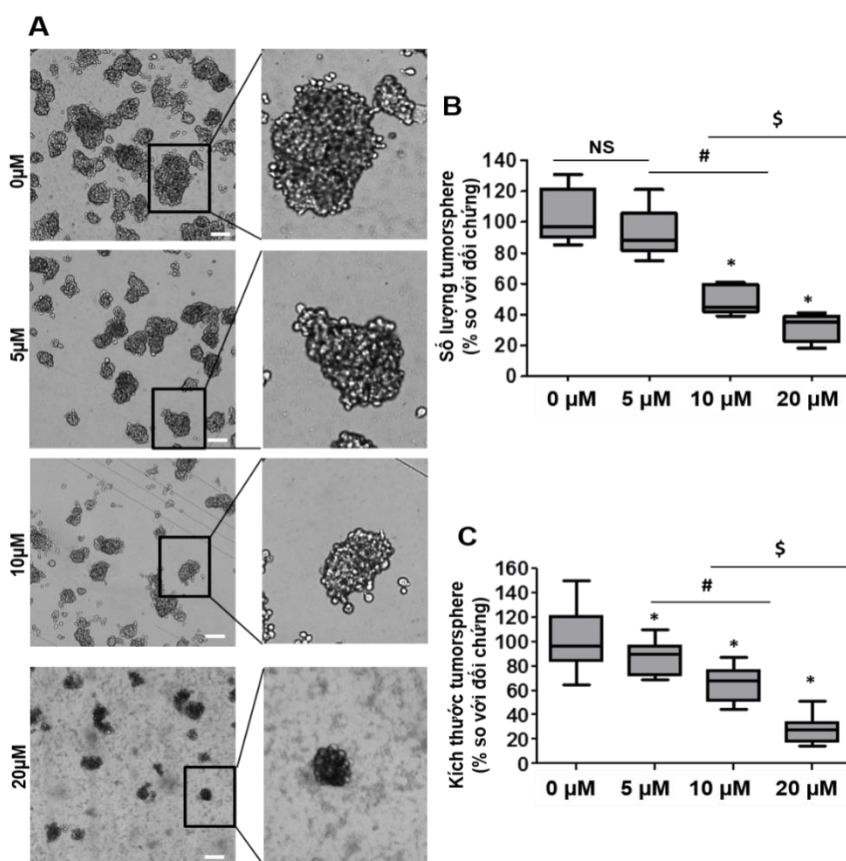 A
0µM
5µM
10µM
20µM
B
Số lượng tumorsphere
(% so với đối chứng)
140
120
100
80
60
40
20
0
NS
#
$
*
*
0 µM 5 µM 10 µM 20 µM
C
Kích thước tumorsphere
(% so với đối chứng)
160
140
120
100
80
60
40
20
0
#
$
*
*
*
0 µM 5 µM 10 µM 20 µM